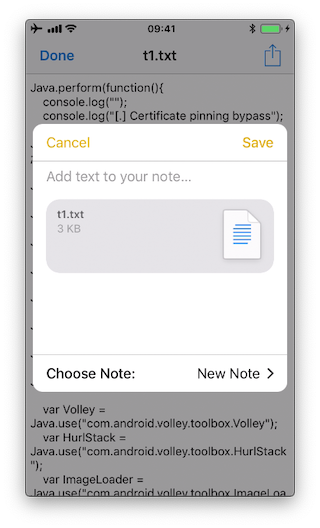 09:41
Done t1.txt
Java.perform(function(){
console.log("");
console.log("[.] Certificate pinning bypass");
Cancel Save
Add text to your note...
t1.txt
3 KB
Choose Note: New Note
var Volley =
Java.use("com.android.volley.toolbox.Volley");
var HurlStack =
Java.use("com.android.volley.toolbox.HurlStack
");
var ImageLoader =
Java.use("com.android.volley.toolbox.ImageLoa